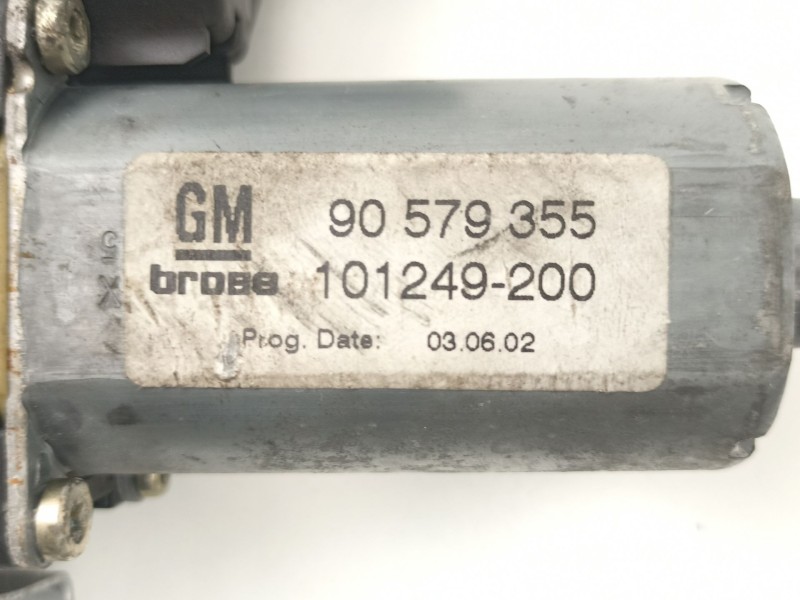 GM 90 579 355
brose 101249-200
Prog. Date: 03.06.02